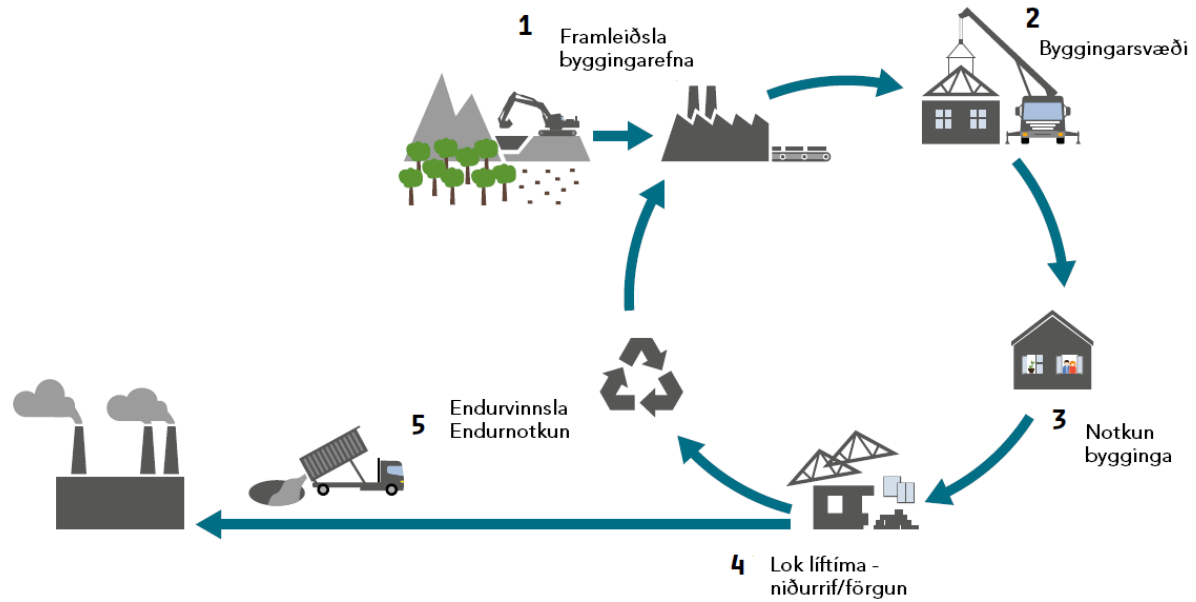 1
Framleiðsla
byggingarefna
2
Byggingarsvæði
3
Notkun
bygginga
4
Lok líftíma -
niðurrif/förgun
5
Endurvinnsla
Endurnotkun